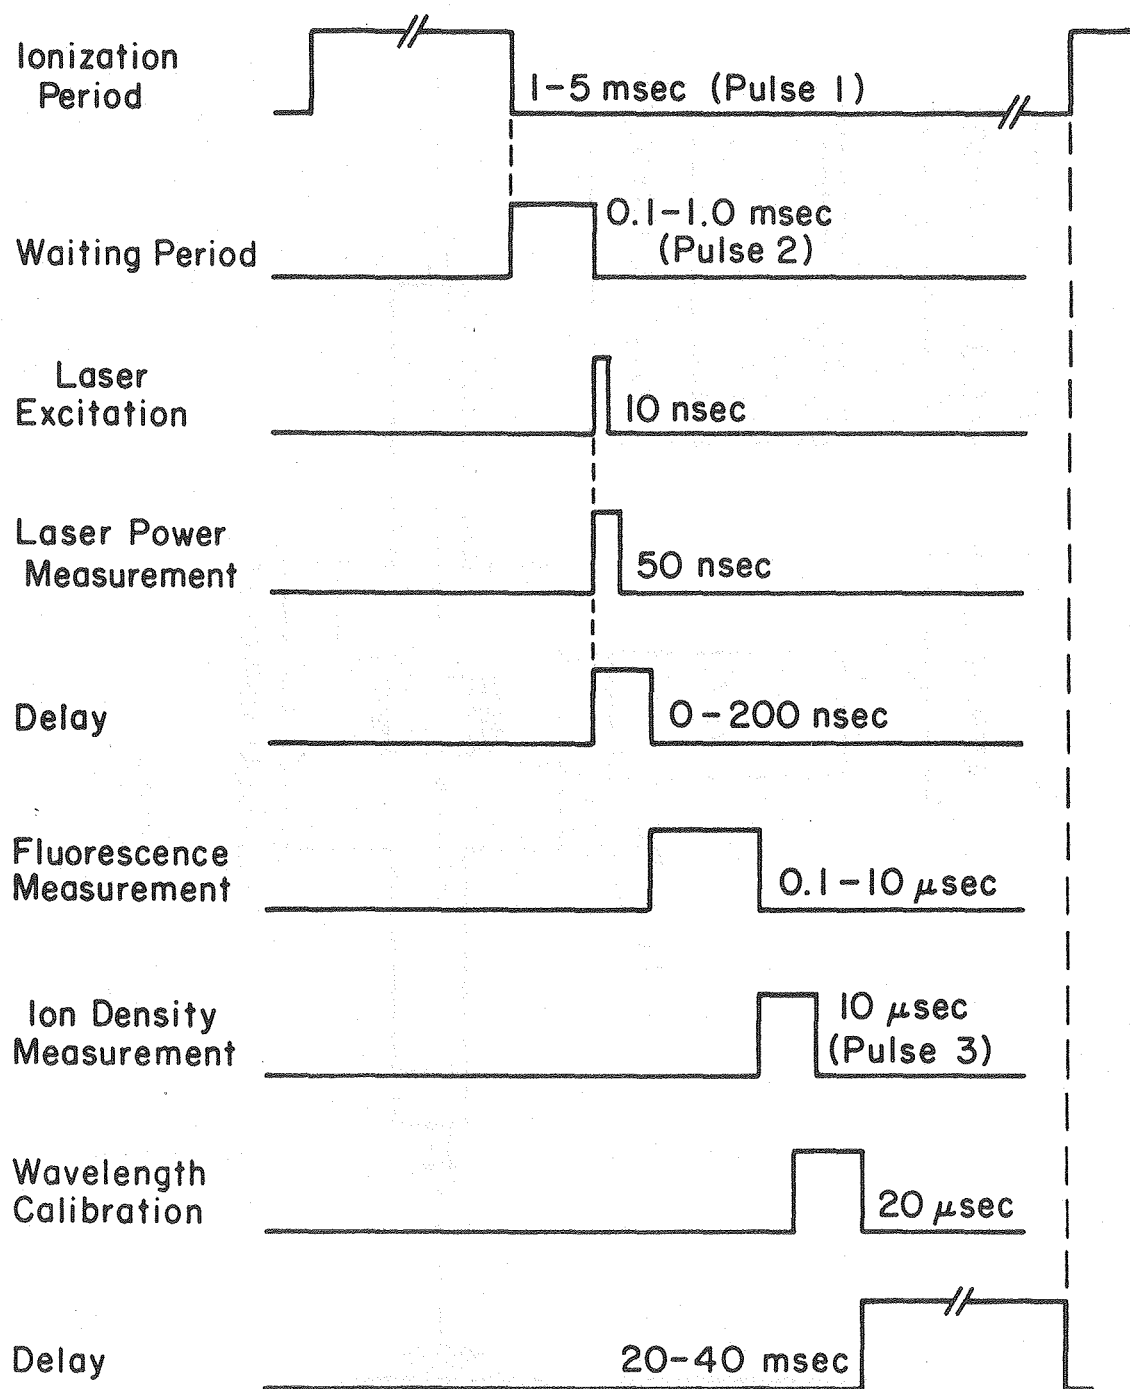 Ionization
Period
1-5 msec (Pulse 1)
0.1-1.0 msec
(Pulse 2)
Waiting Period
Laser
Excitation
10 nsec
Laser Power
Measurement
50 nsec
Delay
0-200 nsec
Fluorescence
Measurement
0.1-10 μsec
Ion Density
Measurement
10 μsec
(Pulse 3)
Wavelength
Calibration
20 μsec
Delay
20-40 msec